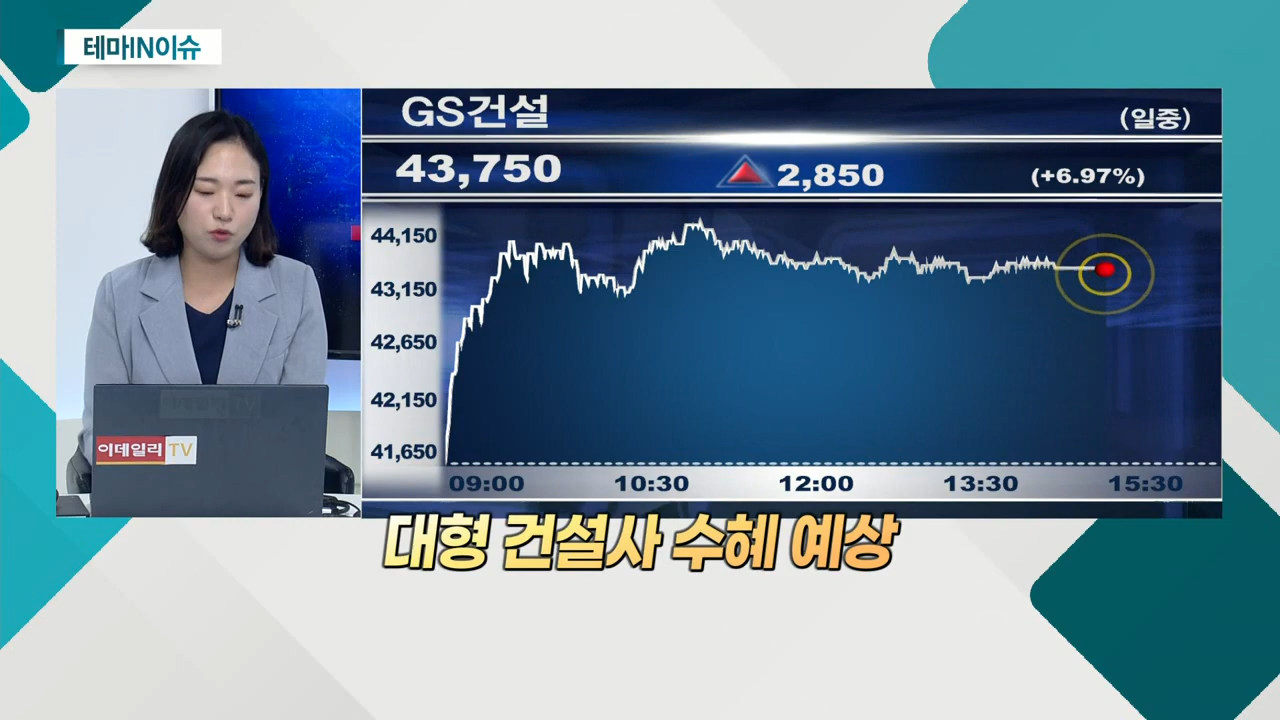 테마IN이슈
GS건설
(일중)
43,750
2,850
(+6.97%)
44,150
43,150
42,650
42,150
41,650
09:00
10:30
12:00
13:30
15:30
이데일리TV
대형 건설사 수혜 예상